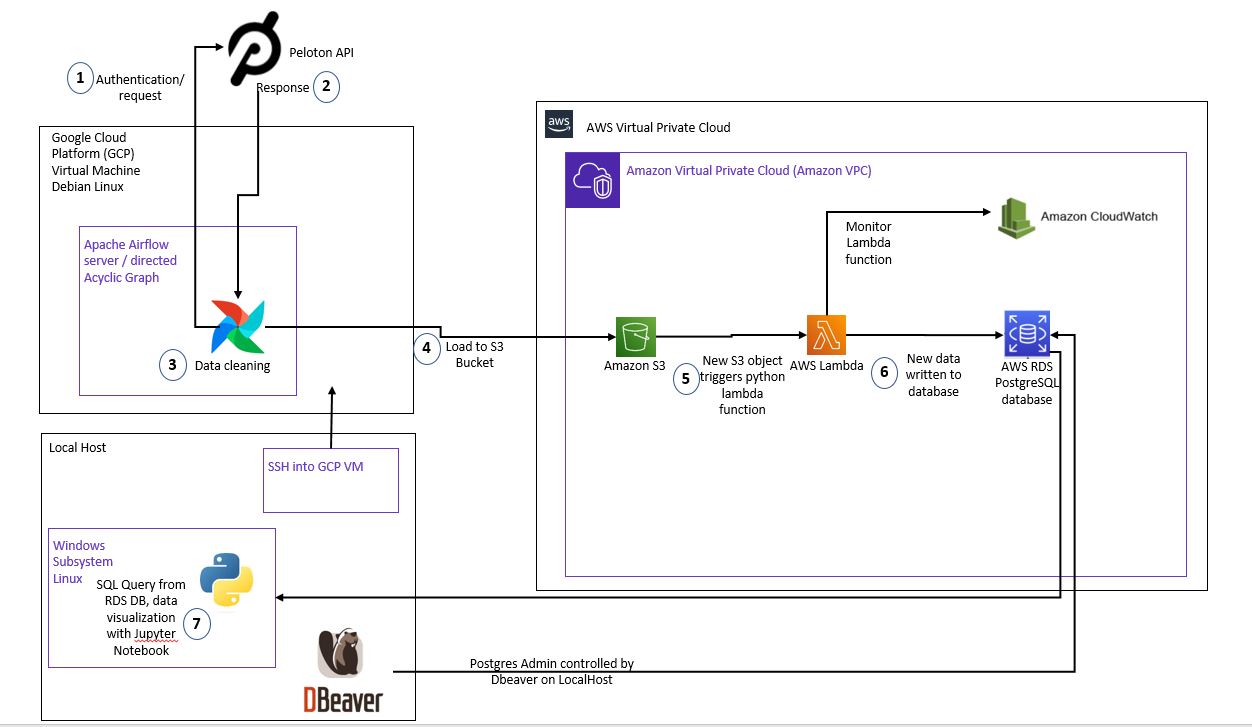 Peloton API
1
Authentication/
request
Response
2
Google Cloud
Platform (GCP)
Virtual Machine
Debian Linux
Apache Airflow
server / directed
Acyclic Graph
3
Data cleaning
4
Load to S3
Bucket
aws
AWS Virtual Private Cloud
Amazon Virtual Private Cloud (Amazon VPC)
Monitor
Lambda
function
Amazon CloudWatch
Amazon S3
5
New S3 object
triggers python
lambda
function
AWS Lambda
6
New data
written to
database
AWS RDS
PostgreSQL
database
Local Host
SSH into GCP VM
Windows
Subsystem
Linux
SQL Query from
RDS DB, data
visualization
with Jupyter
Notebook
7
DBeaver
Postgres Admin controlled by
Dbeaver on LocalHost